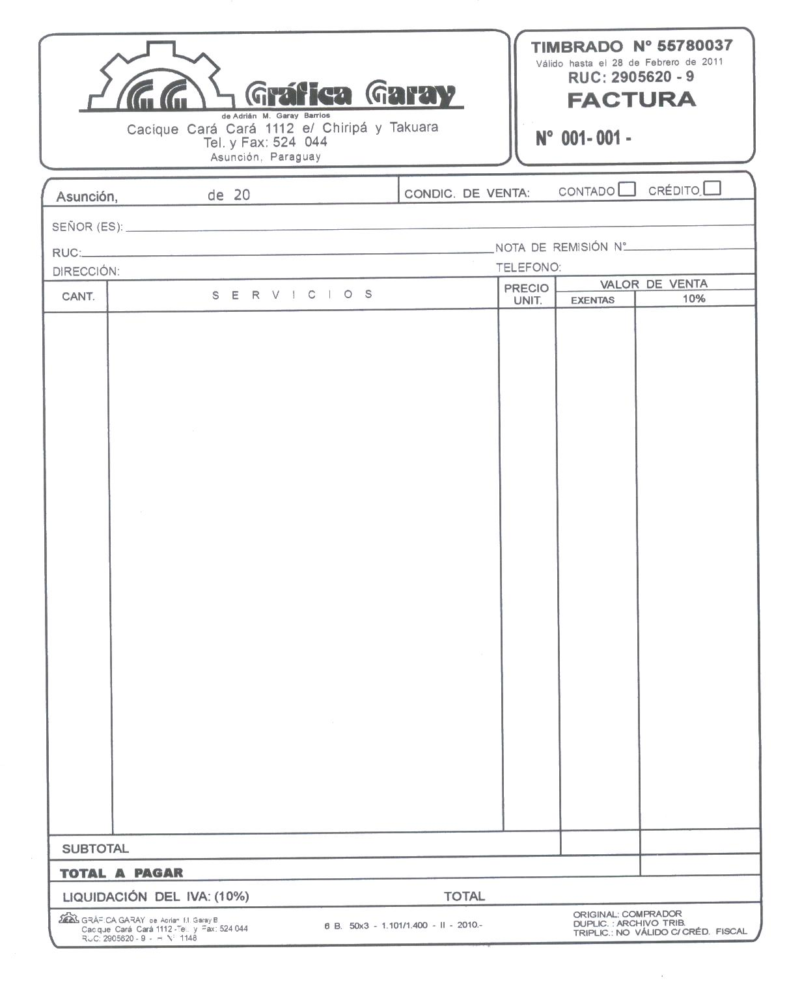 Gráfica Garay
de Adrián M. Garay Barrios
Cacique Cará Cará 1112 e/ Chiripá y Takuara
Tel. y Fax: 524 044
Asunción, Paraguay
TIMBRADO Nº 55780037
Válido hasta el 28 de Febrero de 2011
RUC: 2905620 - 9
FACTURA
Nº 001- 001 -
Asunción, de 20
CONDIC. DE VENTA: CONTADO CRÉDITO
SEÑOR (ES):
RUC: NOTA DE REMISIÓN Nº
DIRECCIÓN: TELEFONO:
CANT. SERVICIOS PRECIO UNIT. VALOR DE VENTA
EXENTAS 10%
SUBTOTAL
TOTAL A PAGAR
LIQUIDACIÓN DEL IVA: (10%) TOTAL
GRÁFICA GARAY de Adrian M. Garay B.
Cacique Cará Cará 1112 - Tel. y Fax: 524 044
RUC: 2905620 - 9 - 1148
6 B. 50x3 - 1.101/1.400 - II - 2010.-
ORIGINAL: COMPRADOR
DUPLIC. : ARCHIVO TRIB.
TRIPLIC.: NO VÁLIDO C/ CRÉD. FISCAL